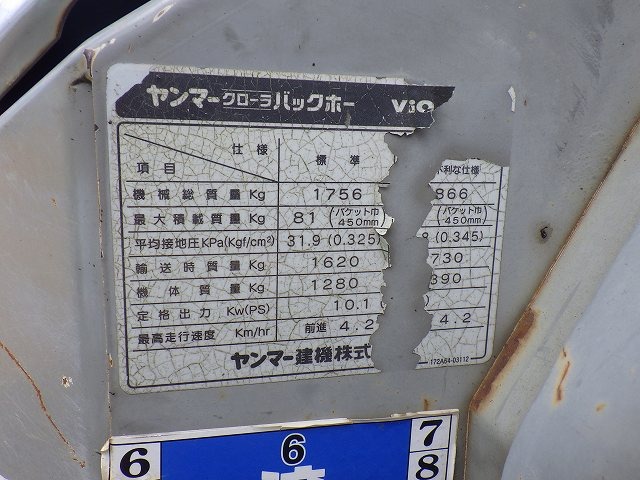 ヤンマークローラバックホー ViO
仕様
項目
標準
不利な仕様
機械総質量 Kg 1756 866
最大積載質量 Kg 81 (バケット巾 450mm) (バケット巾 450mm)
平均接地圧 KPa(Kgf/cm²) 31.9 (0.325) (0.345)
輸送時質量 Kg 1620 730
機体質量 Kg 1280 390
定格出力 Kw(PS) 10.1
最高走行速度 Km/hr 前進 4.2 4.2
ヤンマー建機株式
172A64-03112
6 6 7
8